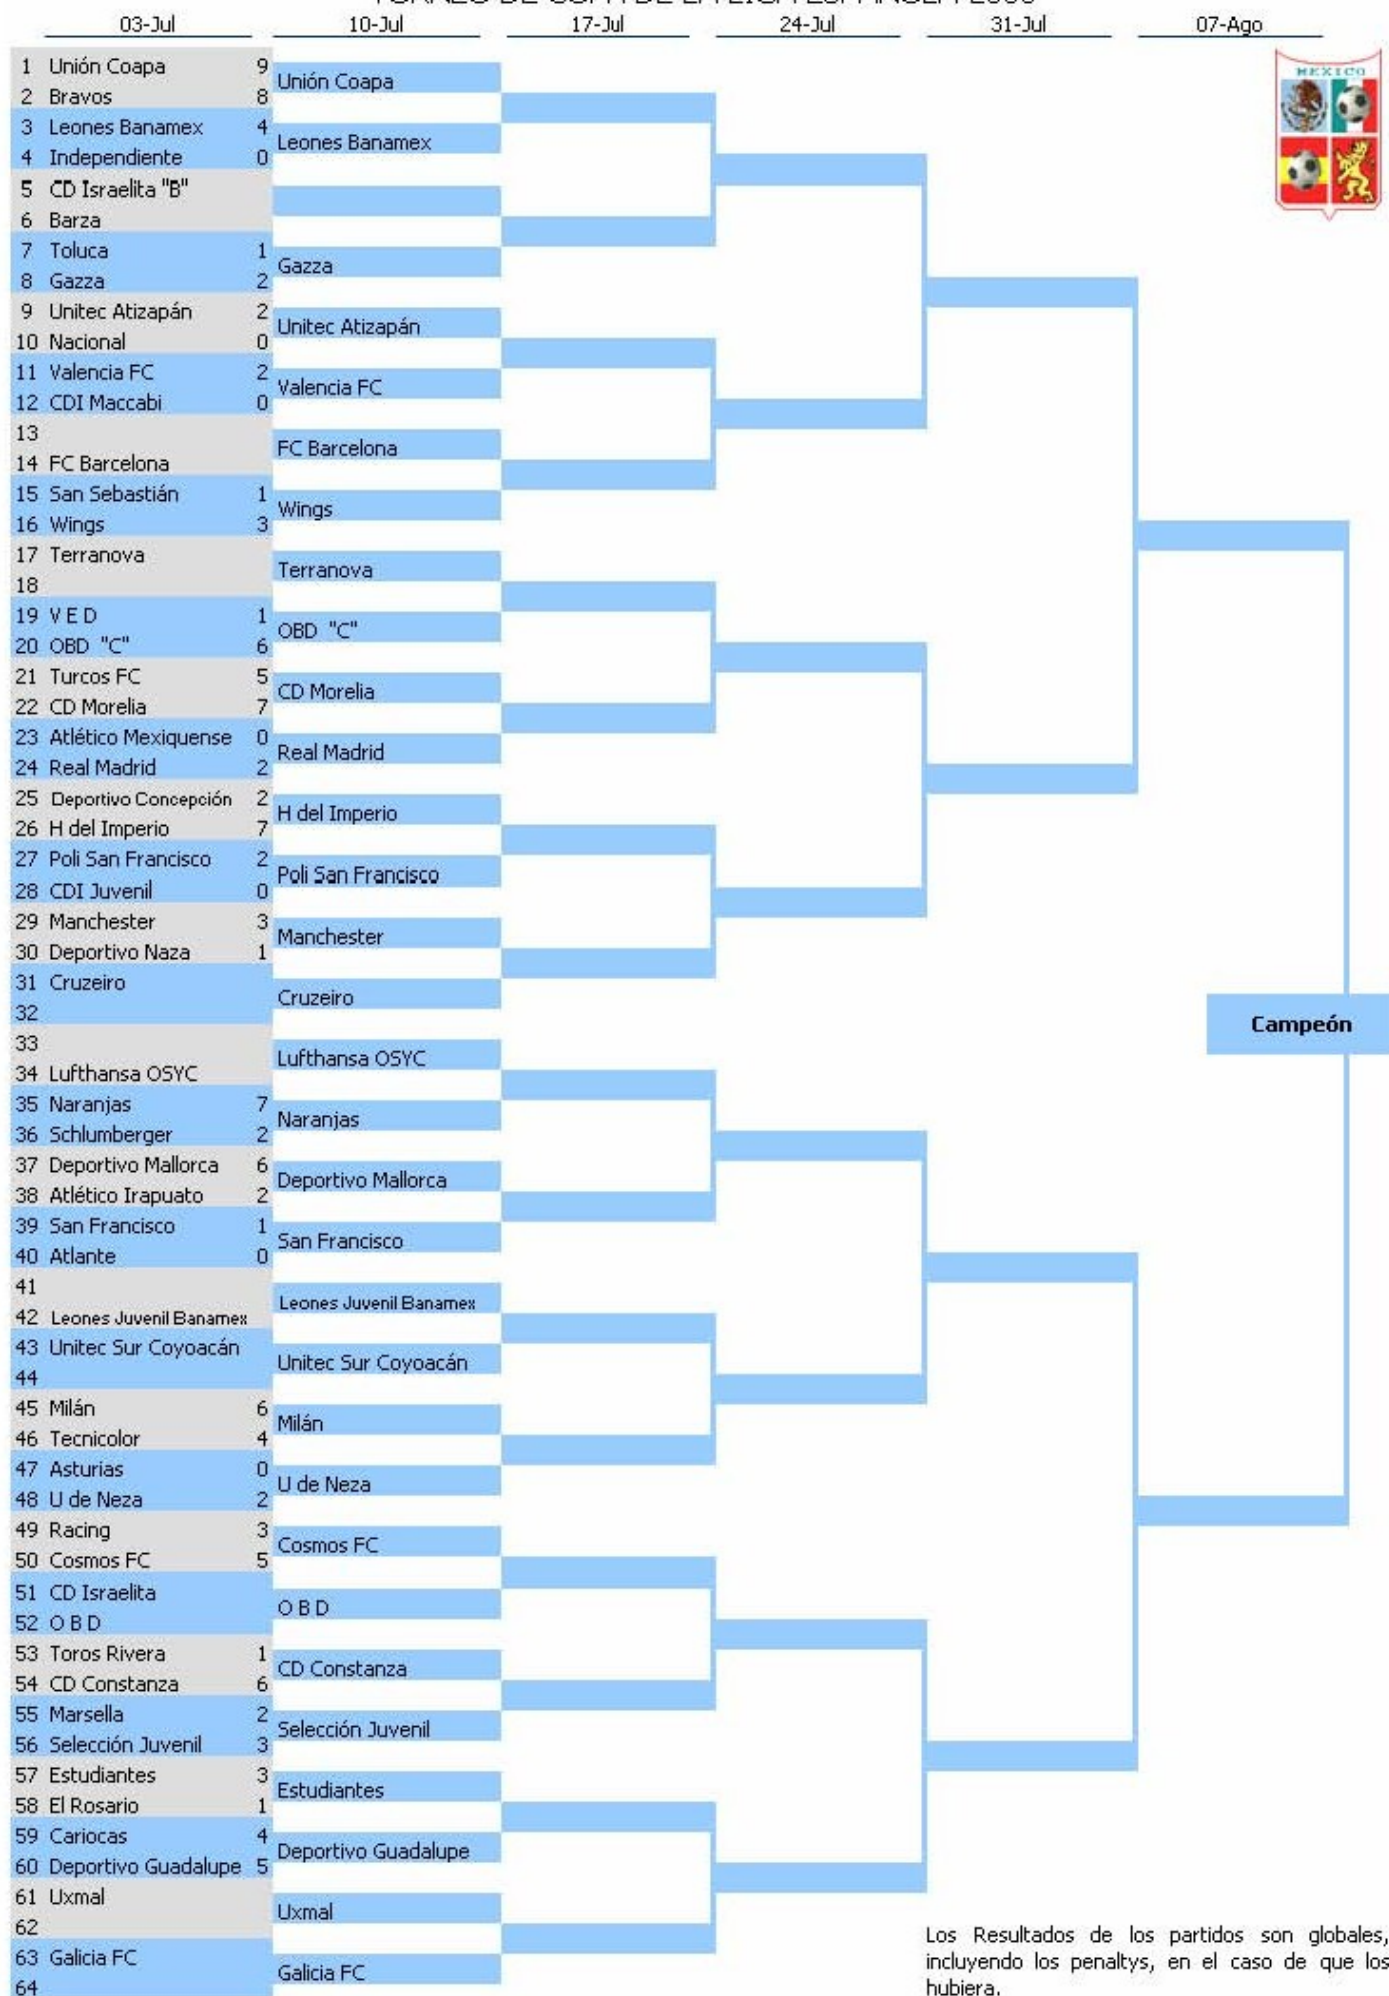 03-Jul 10-Jul 17-Jul 24-Jul 31-Jul 07-Ago
MEXICO
1 Unión Coapa 9
Unión Coapa
2 Bravos 8
3 Leones Banamex 4
Leones Banamex
4 Independiente 0
5 CD Israelita "B"
6 Barza
7 Toluca 1
Gazza
8 Gazza 2
9 Unitec Atizapán 2
Unitec Atizapán
10 Nacional 0
11 Valencia FC 2
Valencia FC
12 CDI Maccabi 0
13
FC Barcelona
14 FC Barcelona
15 San Sebastián 1
Wings
16 Wings 3
17 Terranova
Terranova
18
19 V E D 1
OBD "C"
20 OBD "C" 6
21 Turcos FC 5
CD Morelia
22 CD Morelia 7
23 Atlético Mexiquense 0
Real Madrid
24 Real Madrid 2
25 Deportivo Concepción 2
H del Imperio
26 H del Imperio 7
27 Poli San Francisco 2
Poli San Francisco
28 CDI Juvenil 0
29 Manchester 3
Manchester
30 Deportivo Naza 1
31 Cruzeiro
Cruzeiro
32
Campeón
33
Lufthansa OSYC
34 Lufthansa OSYC
35 Naranjas 7
Naranjas
36 Schlumberger 2
37 Deportivo Mallorca 6
Deportivo Mallorca
38 Atlético Irapuato 2
39 San Francisco 1
San Francisco
40 Atlante 0
41
Leones Juvenil Banamex
42 Leones Juvenil Banamex
43 Unitec Sur Coyoacán
Unitec Sur Coyoacán
44
45 Milán 6
Milán
46 Tecnicolor 4
47 Asturias 0
U de Neza
48 U de Neza 2
49 Racing 3
Cosmos FC
50 Cosmos FC 5
51 CD Israelita
O B D
52 O B D
53 Toros Rivera 1
CD Constanza
54 CD Constanza 6
55 Marsella 2
Selección Juvenil
56 Selección Juvenil 3
57 Estudiantes 3
Estudiantes
58 El Rosario 1
59 Cariocas 4
Deportivo Guadalupe
60 Deportivo Guadalupe 5
61 Uxmal
Uxmal
62
63 Galicia FC
Galicia FC
64
Los Resultados de los partidos son globales,
incluyendo los penaltys, en el caso de que los
hubiera.